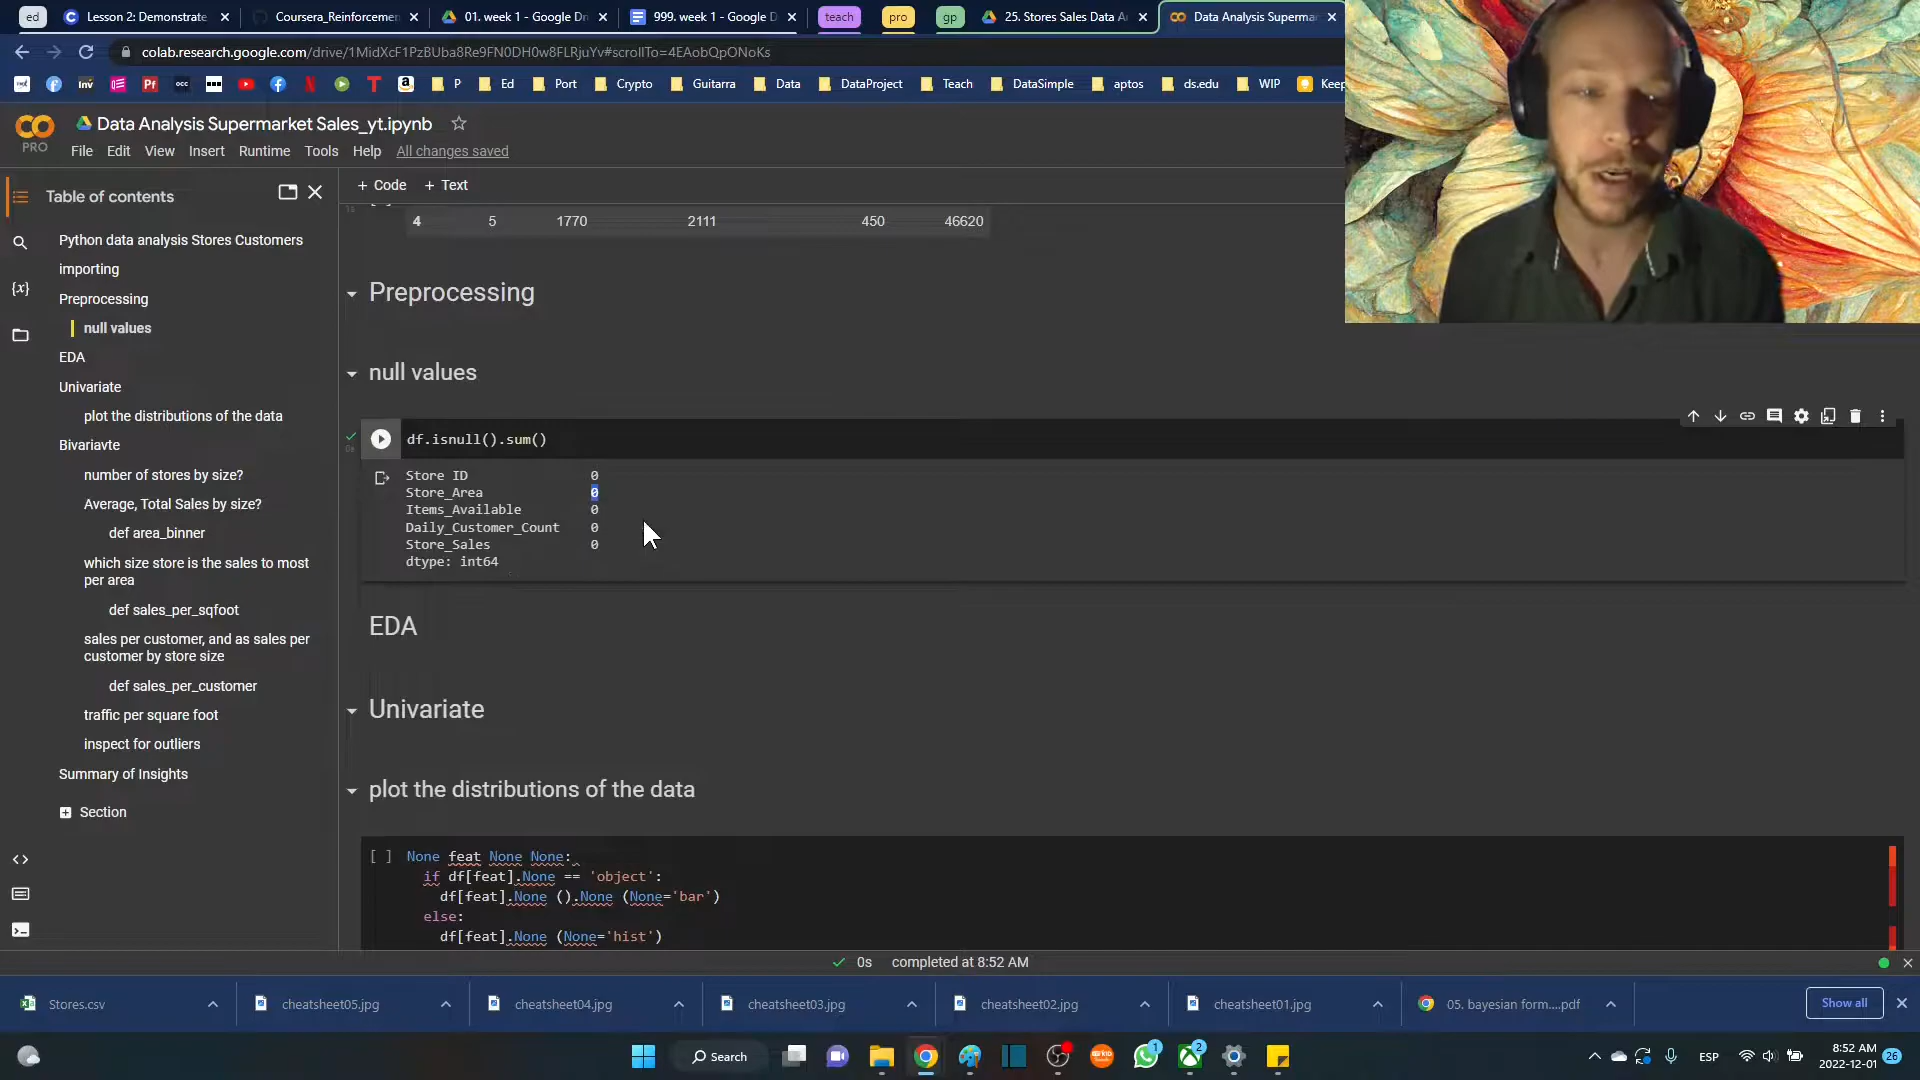 ed
Lesson 2: Demonstrate
Coursera_Reinforcemen
01. week 1 - Google Dri
999. week 1 - Google D
teach
pro
gp
25. Stores Sales Data A
Data Analysis Superma
colab.research.google.com/drive/1MidXcF1PzBUba8Re9FN0DH0w8FLRjuYv#scrollTo=4EAobQpONoKs
P
Ed
Port
Crypto
Guitarra
Data
DataProject
Teach
DataSimple
aptos
ds.edu
WIP
Keep
Data Analysis Supermarket Sales_yt.ipynb
PRO
File Edit View Insert Runtime Tools Help All changes saved
Table of contents
+ Code + Text
4 5 1770 2111 450 46620
Python data analysis Stores Customers
importing
Preprocessing
null values
EDA
Univariate
plot the distributions of the data
Bivariavte
number of stores by size?
Average, Total Sales by size?
def area_binner
which size store is the sales to most
per area
def sales_per_sqfoot
sales per customer, and as sales per
customer by store size
def sales_per_customer
traffic per square foot
inspect for outliers
Summary of Insights
Section
Preprocessing
null values
df.isnull().sum()
Store ID 0
Store_Area 0
Items_Available 0
Daily_Customer_Count 0
Store_Sales 0
dtype: int64
EDA
Univariate
plot the distributions of the data
[ ] None feat None None:
if df[feat].None == 'object':
df[feat].None ().None (None='bar')
else:
df[feat].None (None='hist')
0s completed at 8:52 AM
Stores.csv
cheatsheet05.jpg
cheatsheet04.jpg
cheatsheet03.jpg
cheatsheet02.jpg
cheatsheet01.jpg
05. bayesian form....pdf
Show all
Search
1
2
ESP
8:52 AM
2022-12-01
26